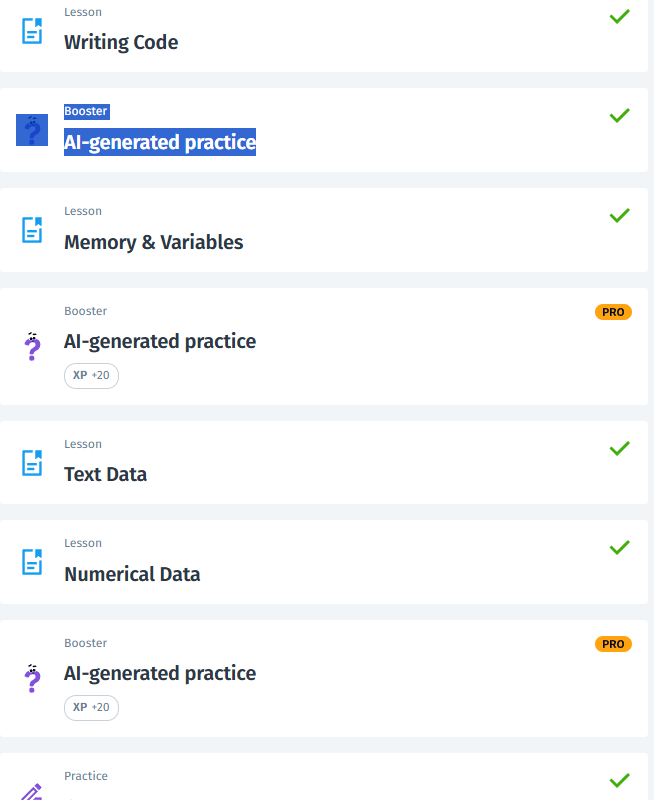 Lesson
Writing Code
Booster
AI-generated practice
Lesson
Memory & Variables
Booster
PRO
AI-generated practice
XP +20
Lesson
Text Data
Lesson
Numerical Data
Booster
PRO
AI-generated practice
XP +20
Practice